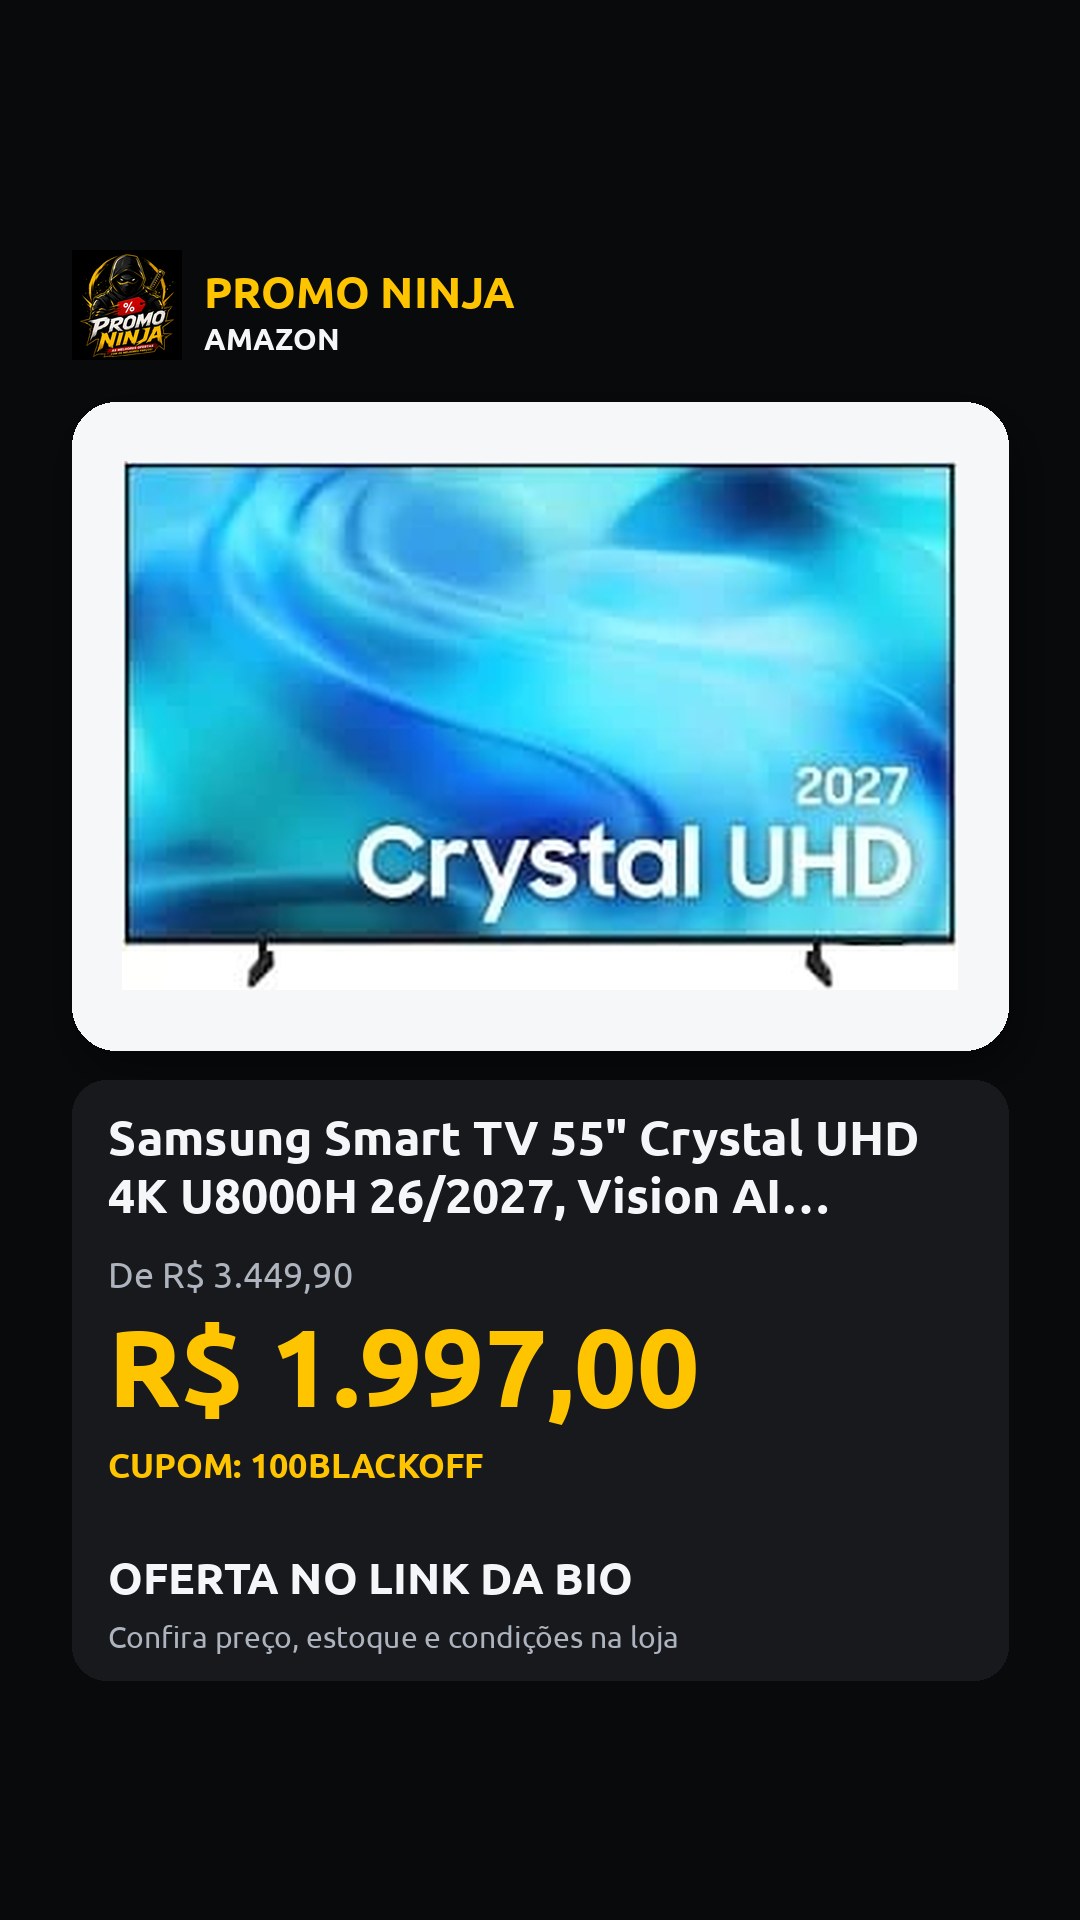 PROMO NINJA
AMAZON
%
PROMO
NINJA
2027
Crystal UHD
Samsung Smart TV 55" Crystal UHD
4K U8000H 26/2027, Vision AI...
De R$ 3.449,90
R$ 1.997,00
CUPOM: 100BLACKOFF
OFERTA NO LINK DA BIO
Confira preço, estoque e condições na loja